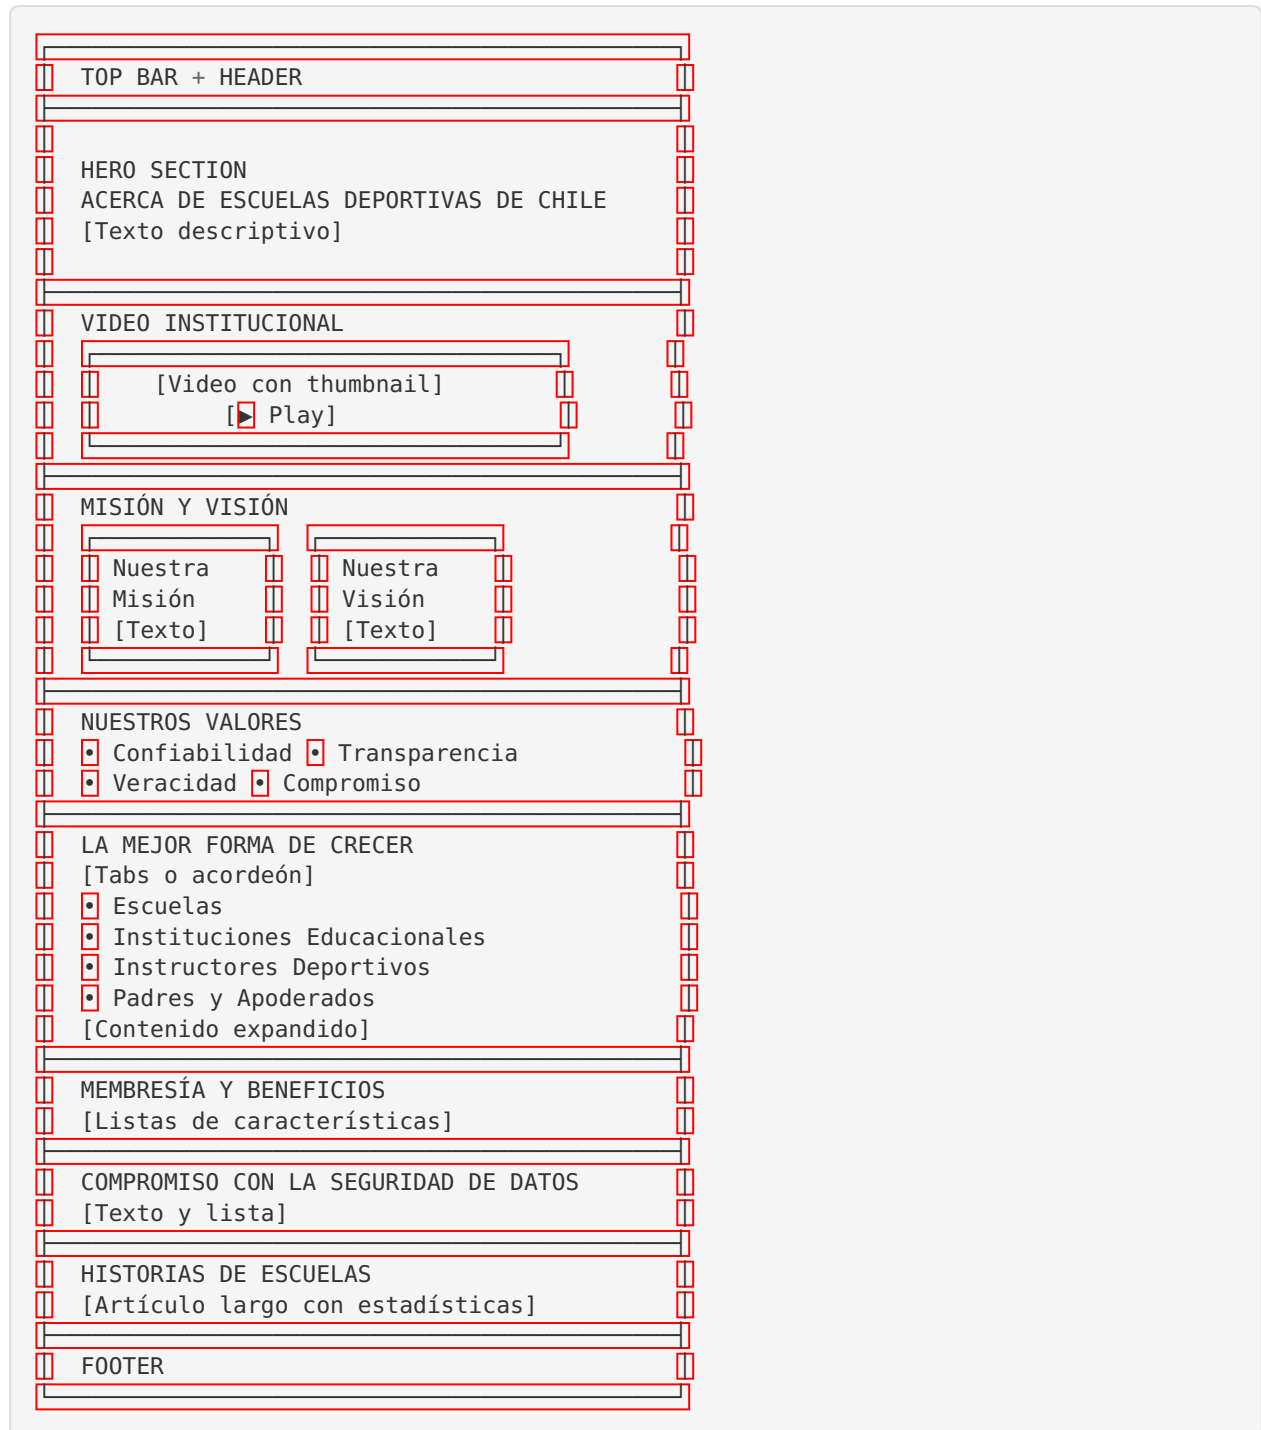 TOP BAR + HEADER
HERO SECTION
ACERCA DE ESCUELAS DEPORTIVAS DE CHILE
[Texto descriptivo]
VIDEO INSTITUCIONAL
[Video con thumbnail]
[▶ Play]
MISIÓN Y VISIÓN
Nuestra Nuestra
Misión Visión
[Texto] [Texto]
NUESTROS VALORES
• Confiabilidad • Transparencia
• Veracidad • Compromiso
LA MEJOR FORMA DE CRECER
[Tabs o acordeón]
• Escuelas
• Instituciones Educacionales
• Instructores Deportivos
• Padres y Apoderados
[Contenido expandido]
MEMBRESÍA Y BENEFICIOS
[Listas de características]
COMPROMISO CON LA SEGURIDAD DE DATOS
[Texto y lista]
HISTORIAS DE ESCUELAS
[Artículo largo con estadísticas]
FOOTER